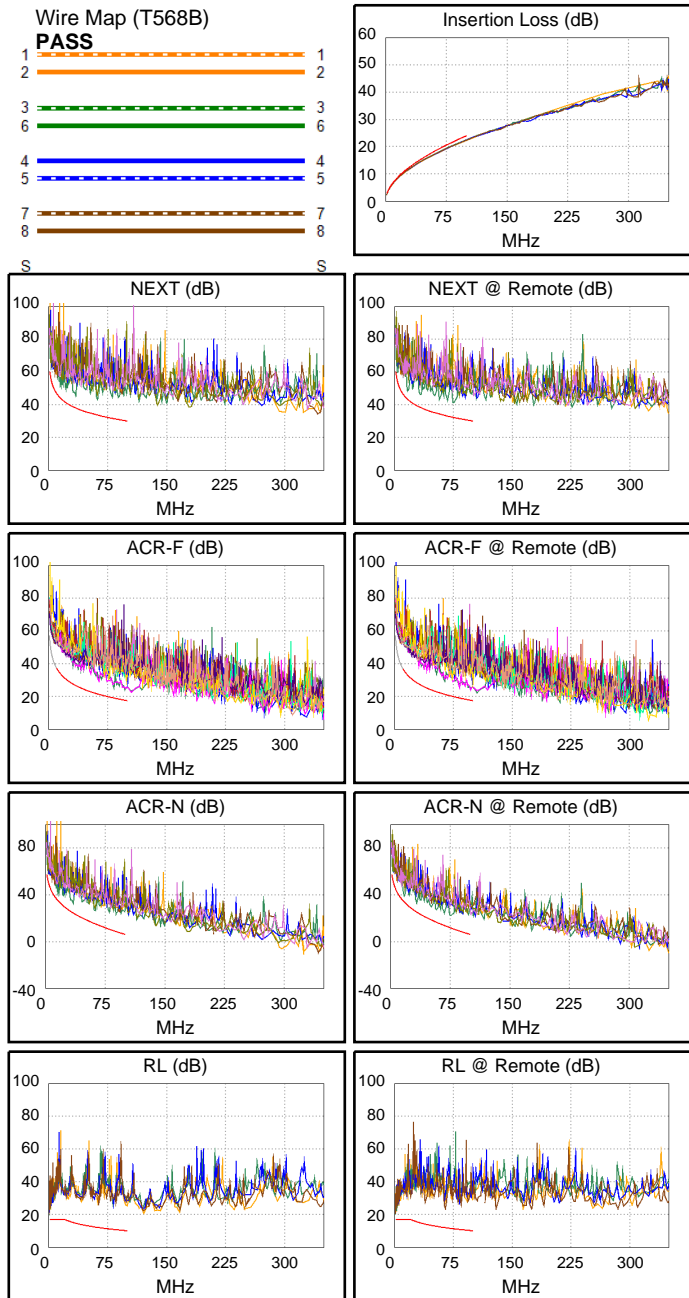 Wire Map (T568B)
PASS
1 1
2 2
3 3
6 6
4 4
5 5
7 7
8 8
S S
Insertion Loss (dB)
60
50
40
30
20
10
0
0 75 150 225 300
MHz
NEXT (dB)
100
80
60
40
20
0
0 75 150 225 300
MHz
NEXT @ Remote (dB)
100
80
60
40
20
0
0 75 150 225 300
MHz
ACR-F (dB)
100
80
60
40
20
0
0 75 150 225 300
MHz
ACR-F @ Remote (dB)
100
80
60
40
20
0
0 75 150 225 300
MHz
ACR-N (dB)
80
40
0
-40
0 75 150 225 300
MHz
ACR-N @ Remote (dB)
80
40
0
-40
0 75 150 225 300
MHz
RL (dB)
100
80
60
40
20
0
0 75 150 225 300
MHz
RL @ Remote (dB)
100
80
60
40
20
0
0 75 150 225 300
MHz